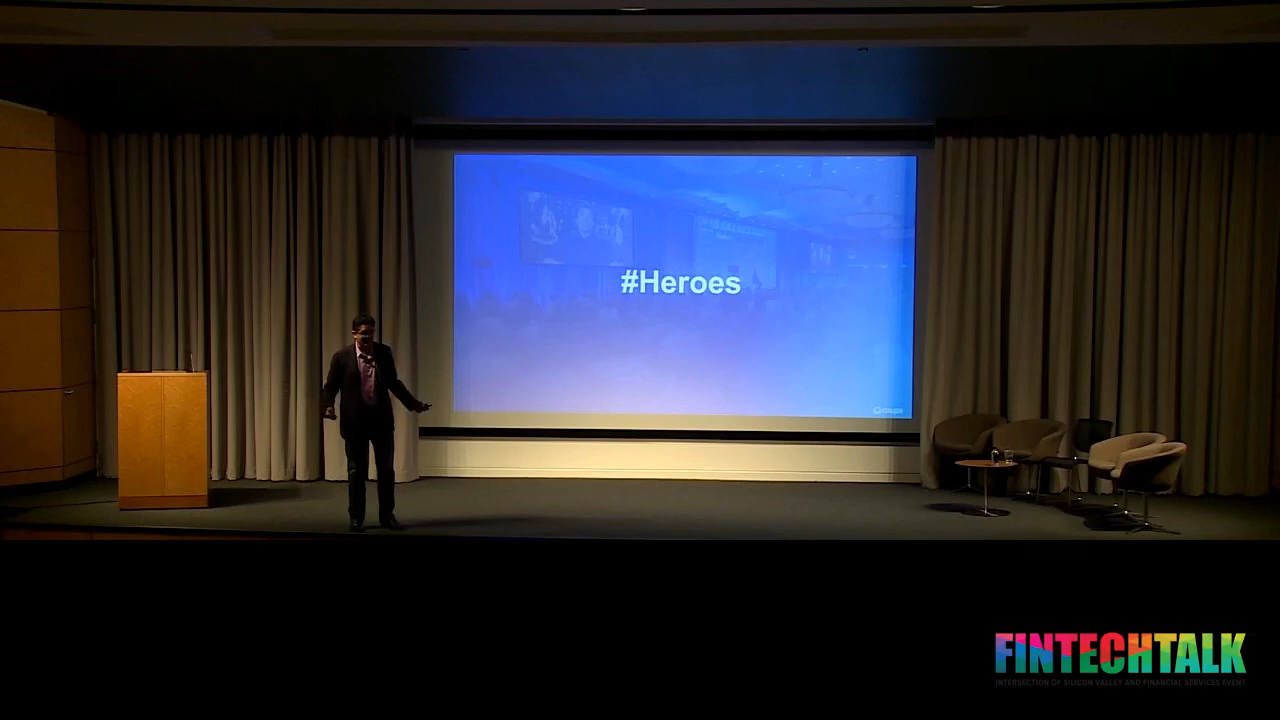 #Heroes
FINTECHTALK
INTERSECTION OF SILICON VALLEY AND FINANCIAL SERVICES EVENT